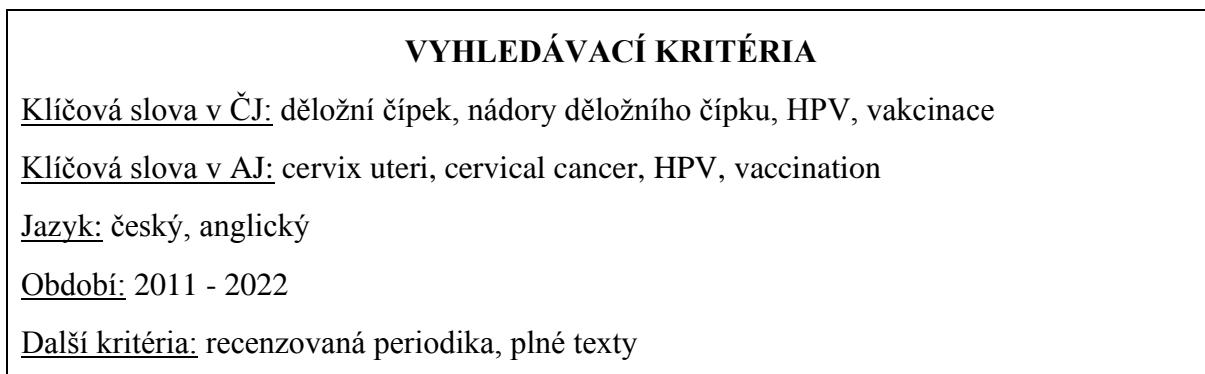 VYHLEDÁVACÍ KRITÉRIA
Klíčová slova v ČJ: děložní čípek, nádory děložního čípku, HPV, vakcinace
Klíčová slova v AJ: cervix uteri, cervical cancer, HPV, vaccination
Jazyk: český, anglický
Období: 2011 - 2022
Další kritéria: recenzovaná periodika, plné texty